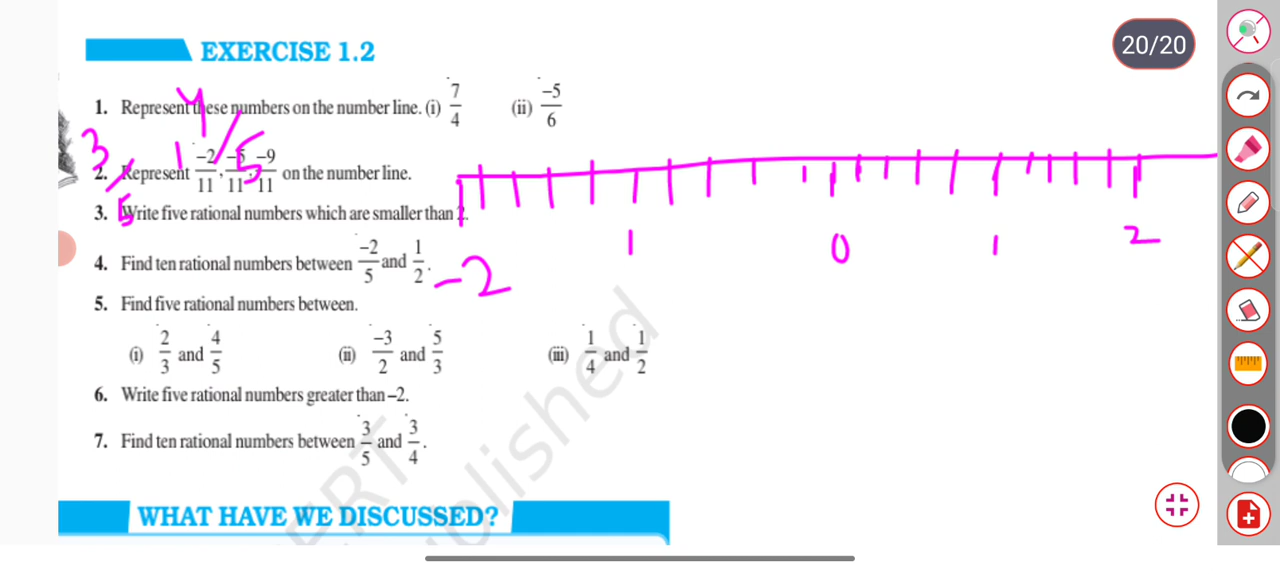 20/20
EXERCISE 1.2
1. Represent these numbers on the number line. (i) 7/4 (ii) -5/6
2. Represent -2/11, -5/11, -9/11 on the number line.
3. Write five rational numbers which are smaller than 2.
4. Find ten rational numbers between -2/5 and 1/2.
5. Find five rational numbers between.
(i) 2/3 and 4/5 (ii) -3/2 and 5/3 (iii) 1/4 and 1/2
6. Write five rational numbers greater than –2.
7. Find ten rational numbers between 3/5 and 3/4.
WHAT HAVE WE DISCUSSED?
3/5
1 4/5
-2 1 0 1 2
published